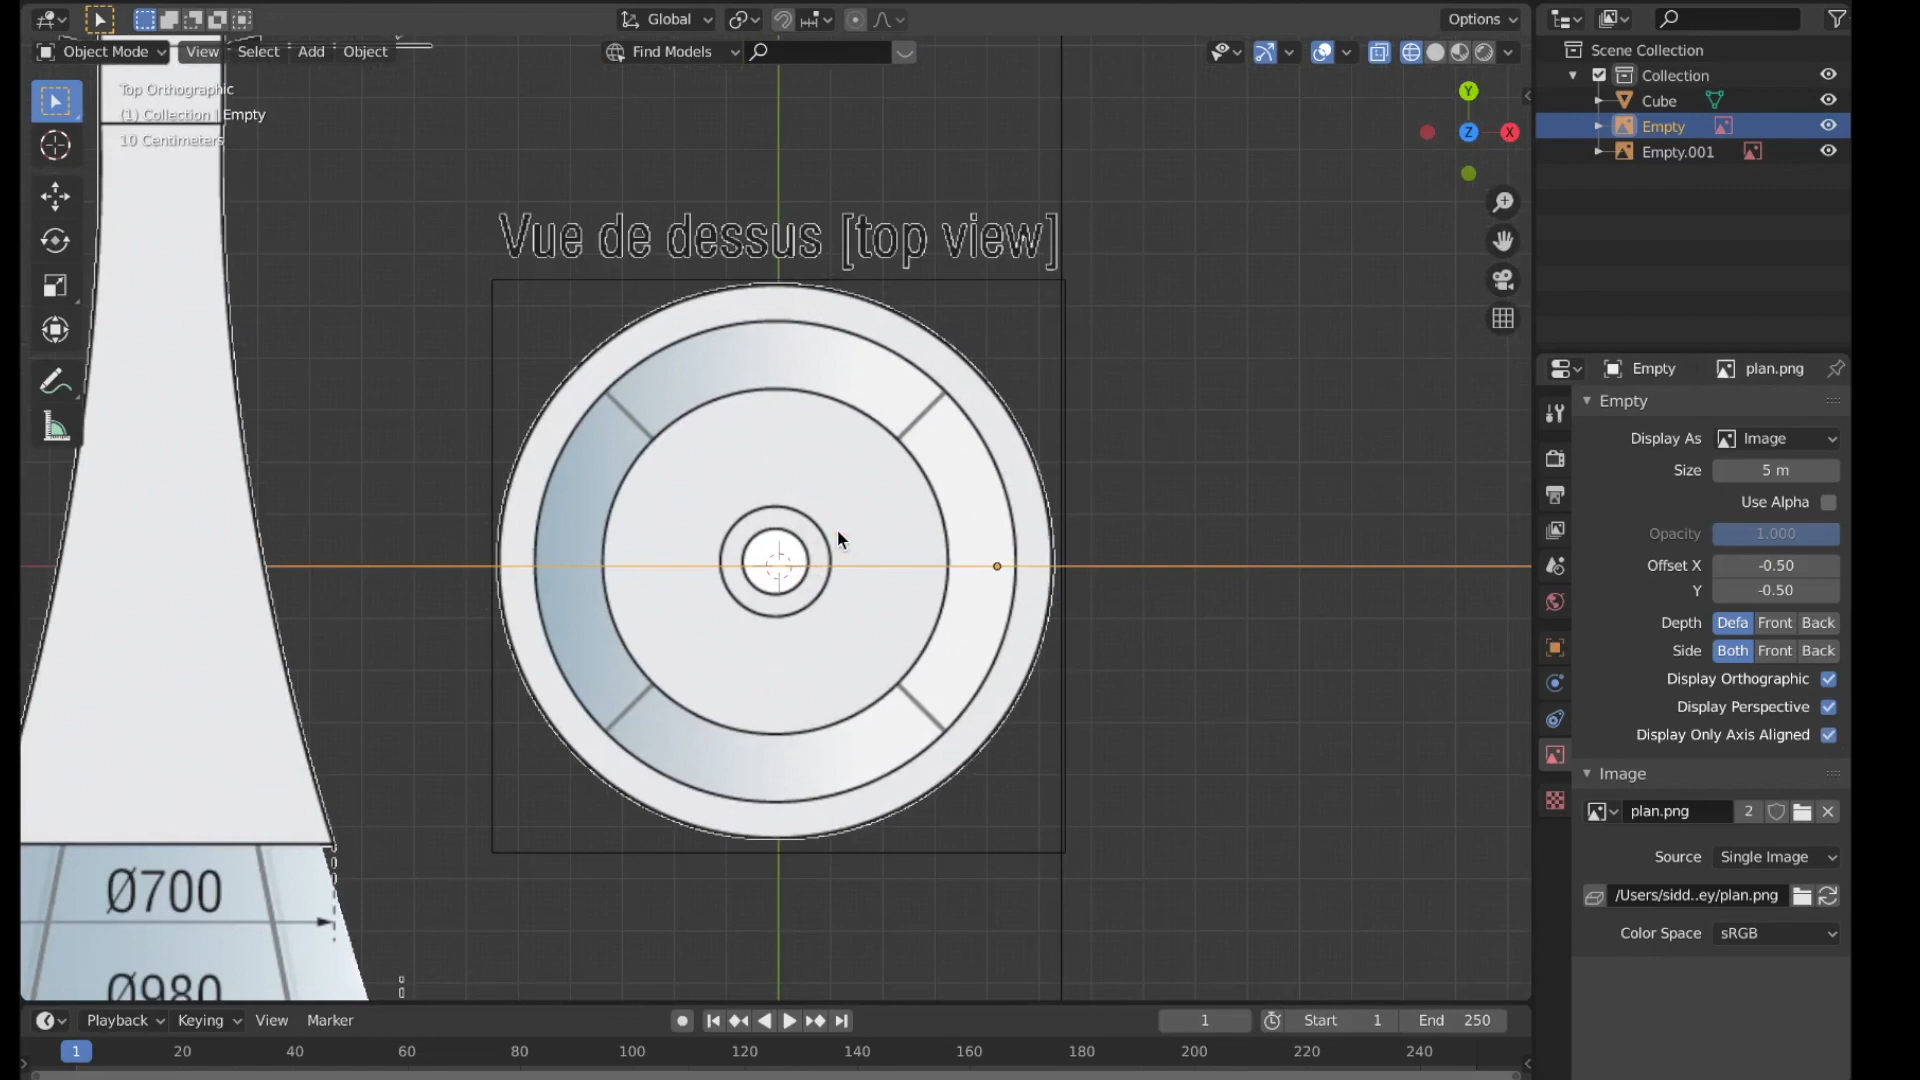 Global
Options
Object Mode
View
Select
Add
Object
Find Models
Top Orthographic
(1) Collection | Empty
10 Centimeters
Y
Z
X
Vue de dessus [top view]
Ø700
Ø980
Scene Collection
Collection
Cube
Empty
Empty.001
Empty
plan.png
Empty
Display As
Image
Size
5 m
Use Alpha
Opacity
1.000
Offset X
-0.50
Y
-0.50
Depth
Defa
Front
Back
Side
Both
Front
Back
Display Orthographic
Display Perspective
Display Only Axis Aligned
Image
plan.png
2
Source
Single Image
/Users/sidd..ey/plan.png
Color Space
sRGB
Playback
Keying
View
Marker
1
Start
1
End
250
1
20
40
60
80
100
120
140
160
180
200
220
240